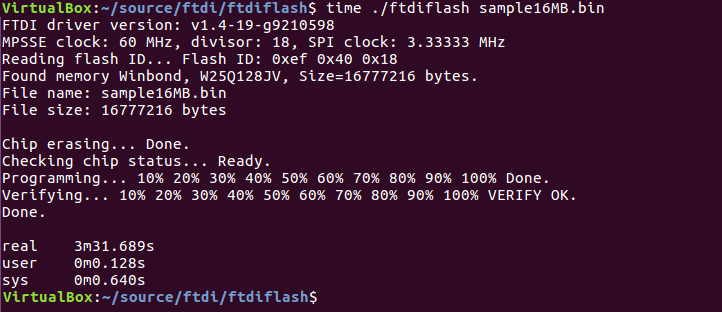 VirtualBox:~/source/ftdi/ftdiflash$ time ./ftdiflash sample16MB.bin
FTDI driver version: v1.4-19-g9210598
MPSSE clock: 60 MHz, divisor: 18, SPI clock: 3.33333 MHz
Reading flash ID... Flash ID: 0xef 0x40 0x18
Found memory Winbond, W25Q128JV, Size=16777216 bytes.
File name: sample16MB.bin
File size: 16777216 bytes
Chip erasing... Done.
Checking chip status... Ready.
Programming... 10% 20% 30% 40% 50% 60% 70% 80% 90% 100% Done.
Verifying... 10% 20% 30% 40% 50% 60% 70% 80% 90% 100% VERIFY OK.
Done.
real 3m31.689s
user 0m0.128s
sys 0m0.640s
VirtualBox:~/source/ftdi/ftdiflash$